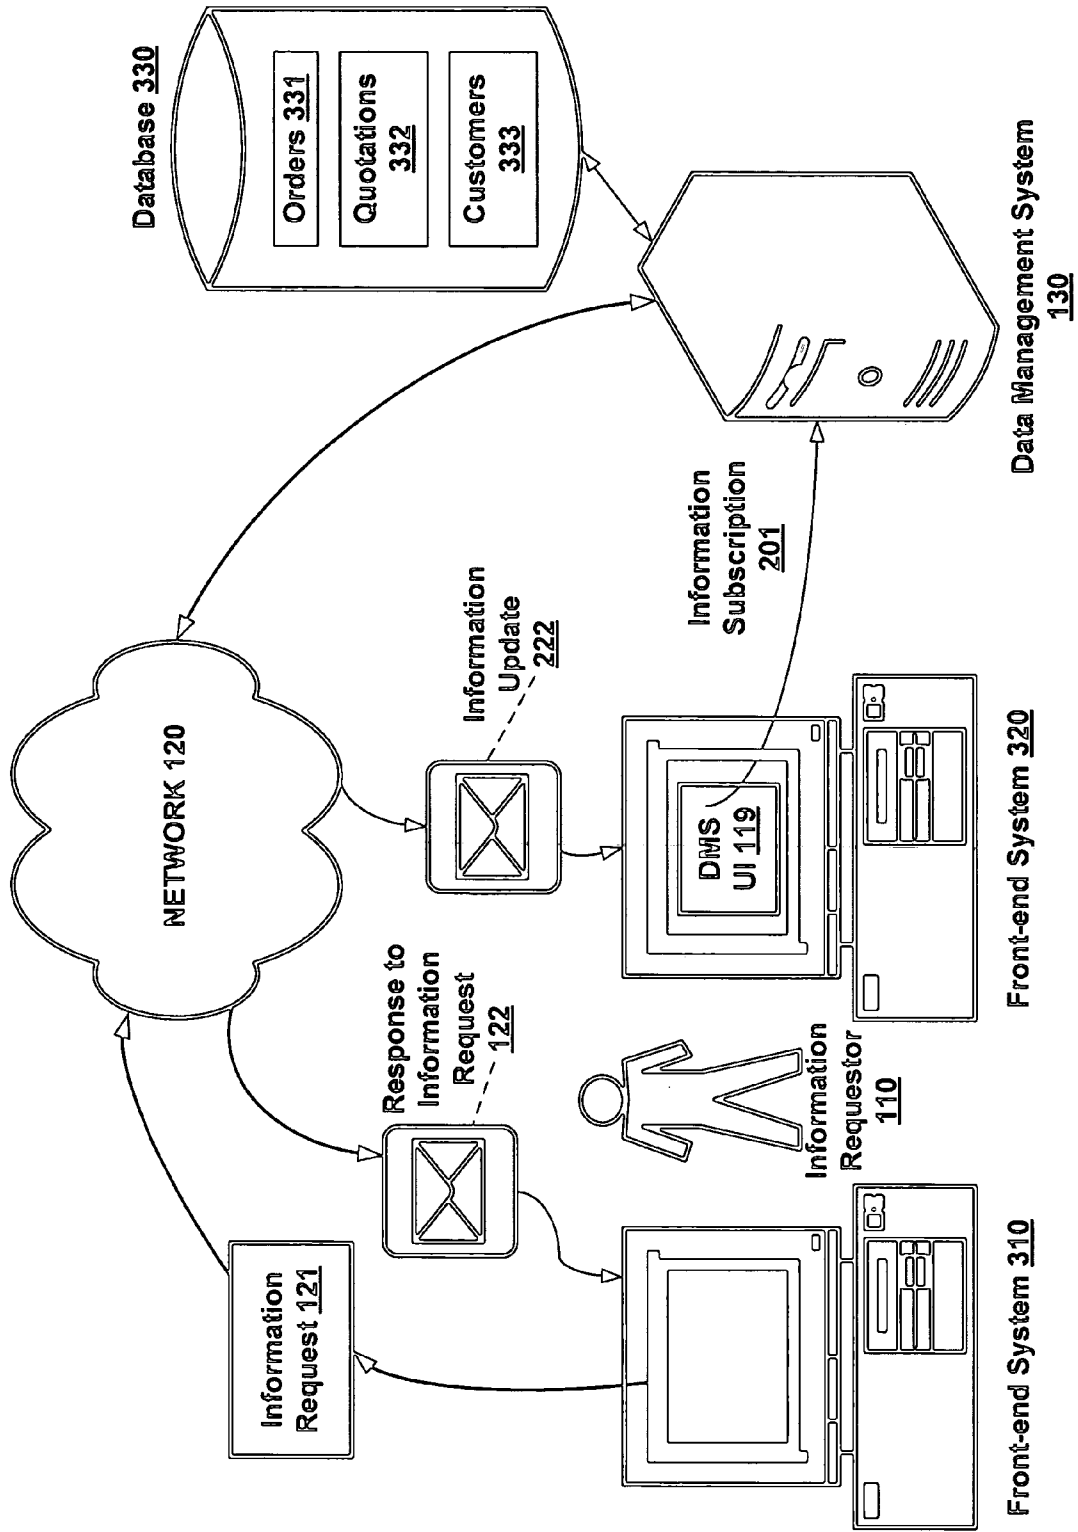 Database 330
Orders 331
Quotations
332
Customers
333
NETWORK 120
Information
Request 121
Response to
Information
Request
122
Information
Update
222
Information
Subscription
201
DMS
UI 119
Information
Requestor
110
Front-end System 310
Front-end System 320
Data Management System
130